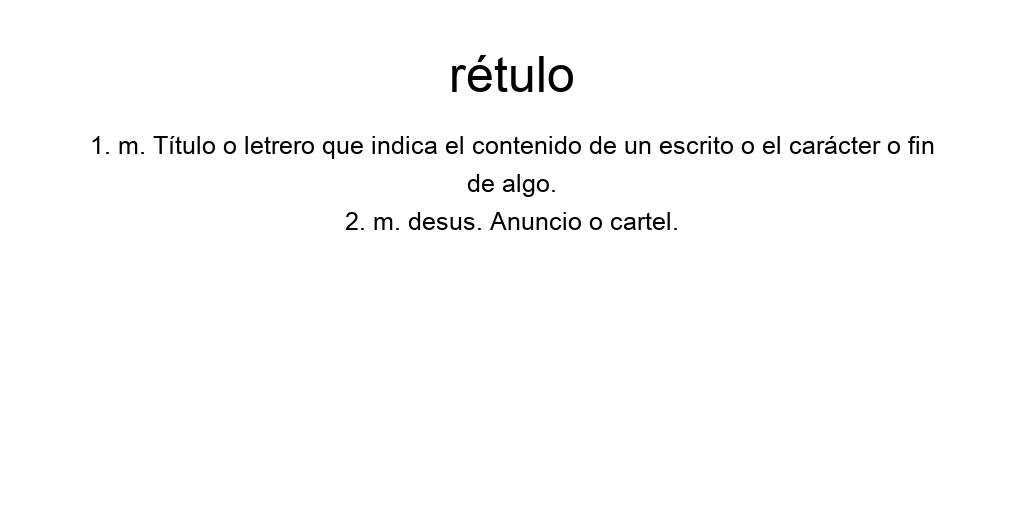 rétulo
1. m. Título o letrero que indica el contenido de un escrito o el carácter o fin
de algo.
2. m. desus. Anuncio o cartel.